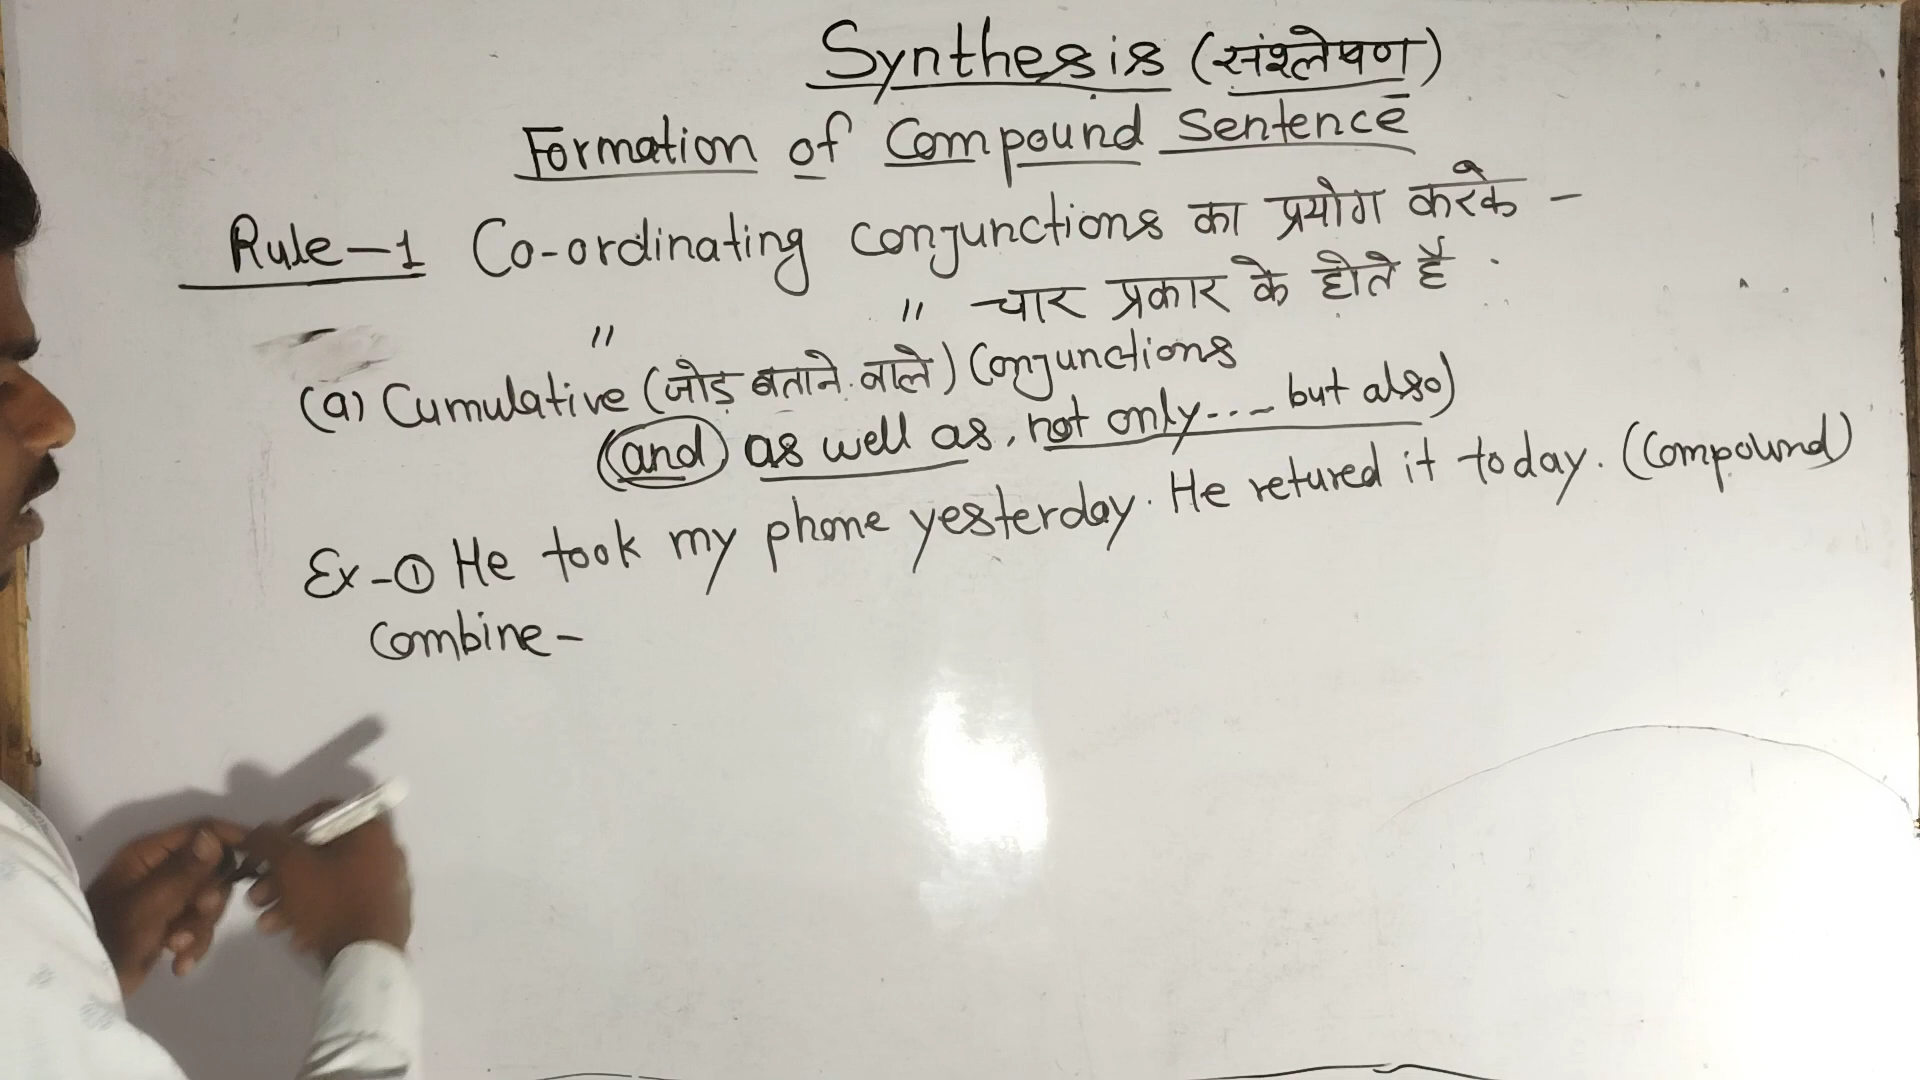 Synthesis (संश्लेषण)
Formation of Compound Sentence
Rule-1 Co-ordinating conjunctions का प्रयोग करके -
" " चार प्रकार के होते हैं
(a) Cumulative (जोड़ बताने वाले) Conjunctions
(and) as well as, not only---- but also)
Ex-① He took my phone yesterday. He retured it today. (Compound)
Combine-